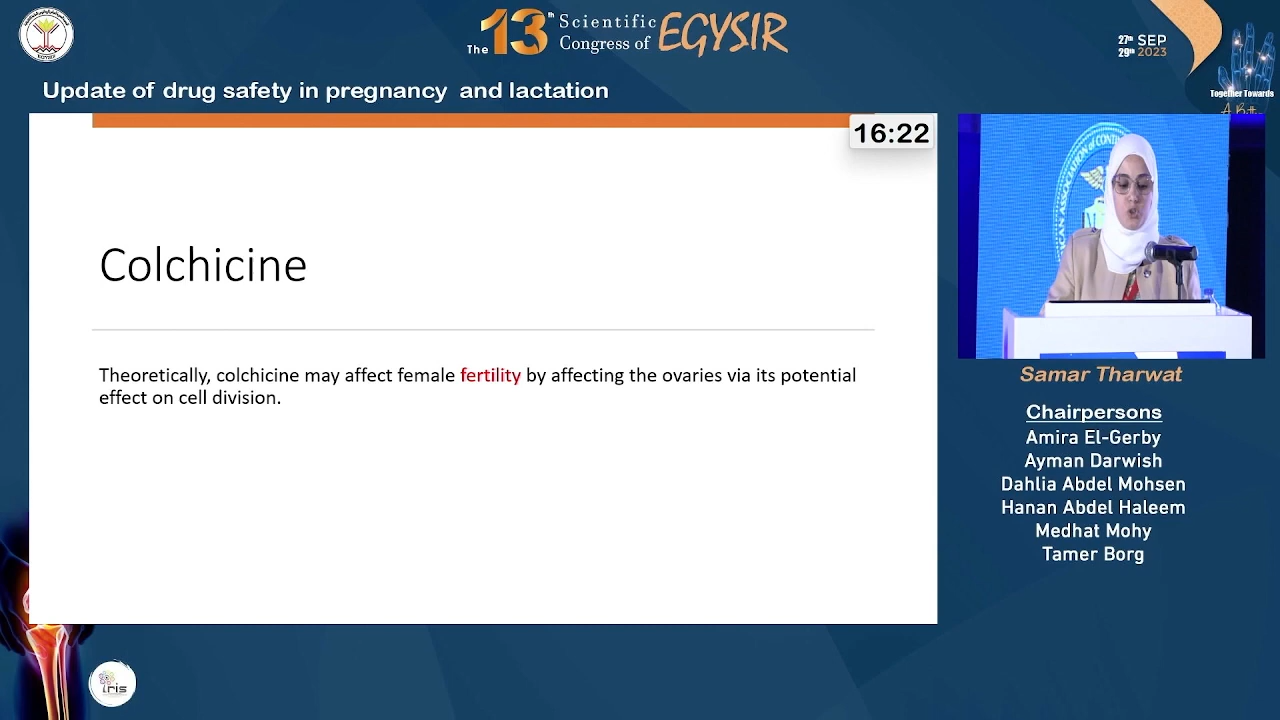 The 13th Scientific Congress of EGYSIR
27th SEP
29th 2023
Together Towards
Update of drug safety in pregnancy and lactation
16:22
Colchicine
Theoretically, colchicine may affect female fertility by affecting the ovaries via its potential
effect on cell division.
Samar Tharwat
Chairpersons
Amira El-Gerby
Ayman Darwish
Dahlia Abdel Mohsen
Hanan Abdel Haleem
Medhat Mohy
Tamer Borg
EGYSIR
iris